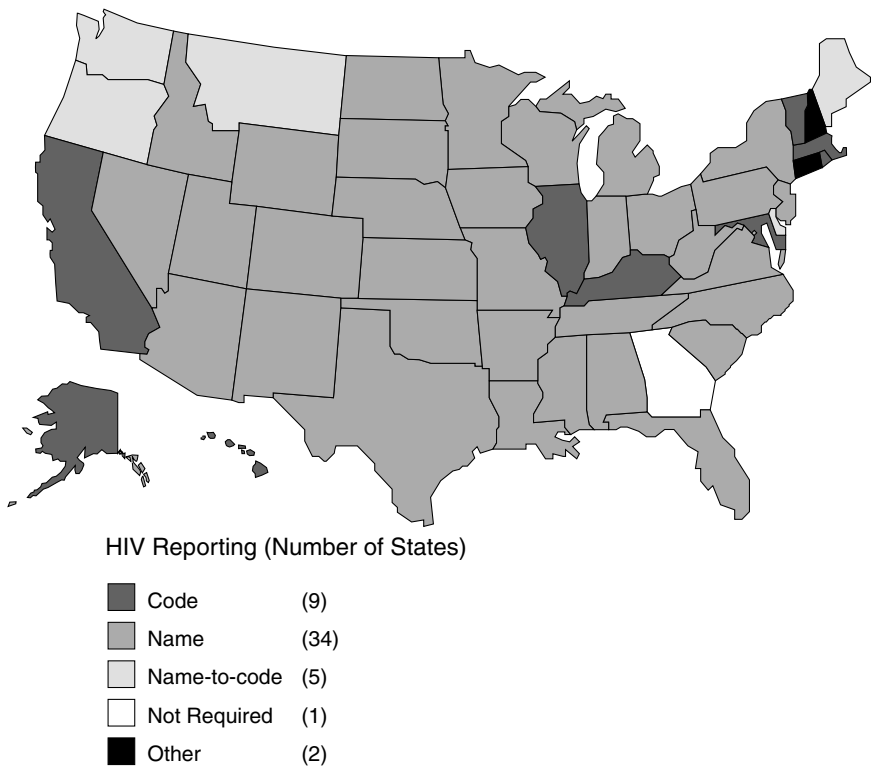 HIV Reporting (Number of States)
Code (9)
Name (34)
Name-to-code (5)
Not Required (1)
Other (2)